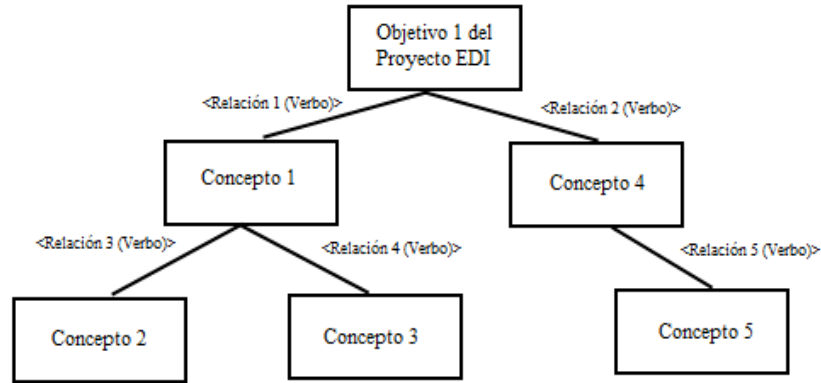 Objetivo 1 del
Proyecto EDI
<Relación 1 (Verbo)>
<Relación 2 (Verbo)>
Concepto 1
Concepto 4
<Relación 3 (Verbo)>
<Relación 4 (Verbo)>
<Relación 5 (Verbo)>
Concepto 2
Concepto 3
Concepto 5